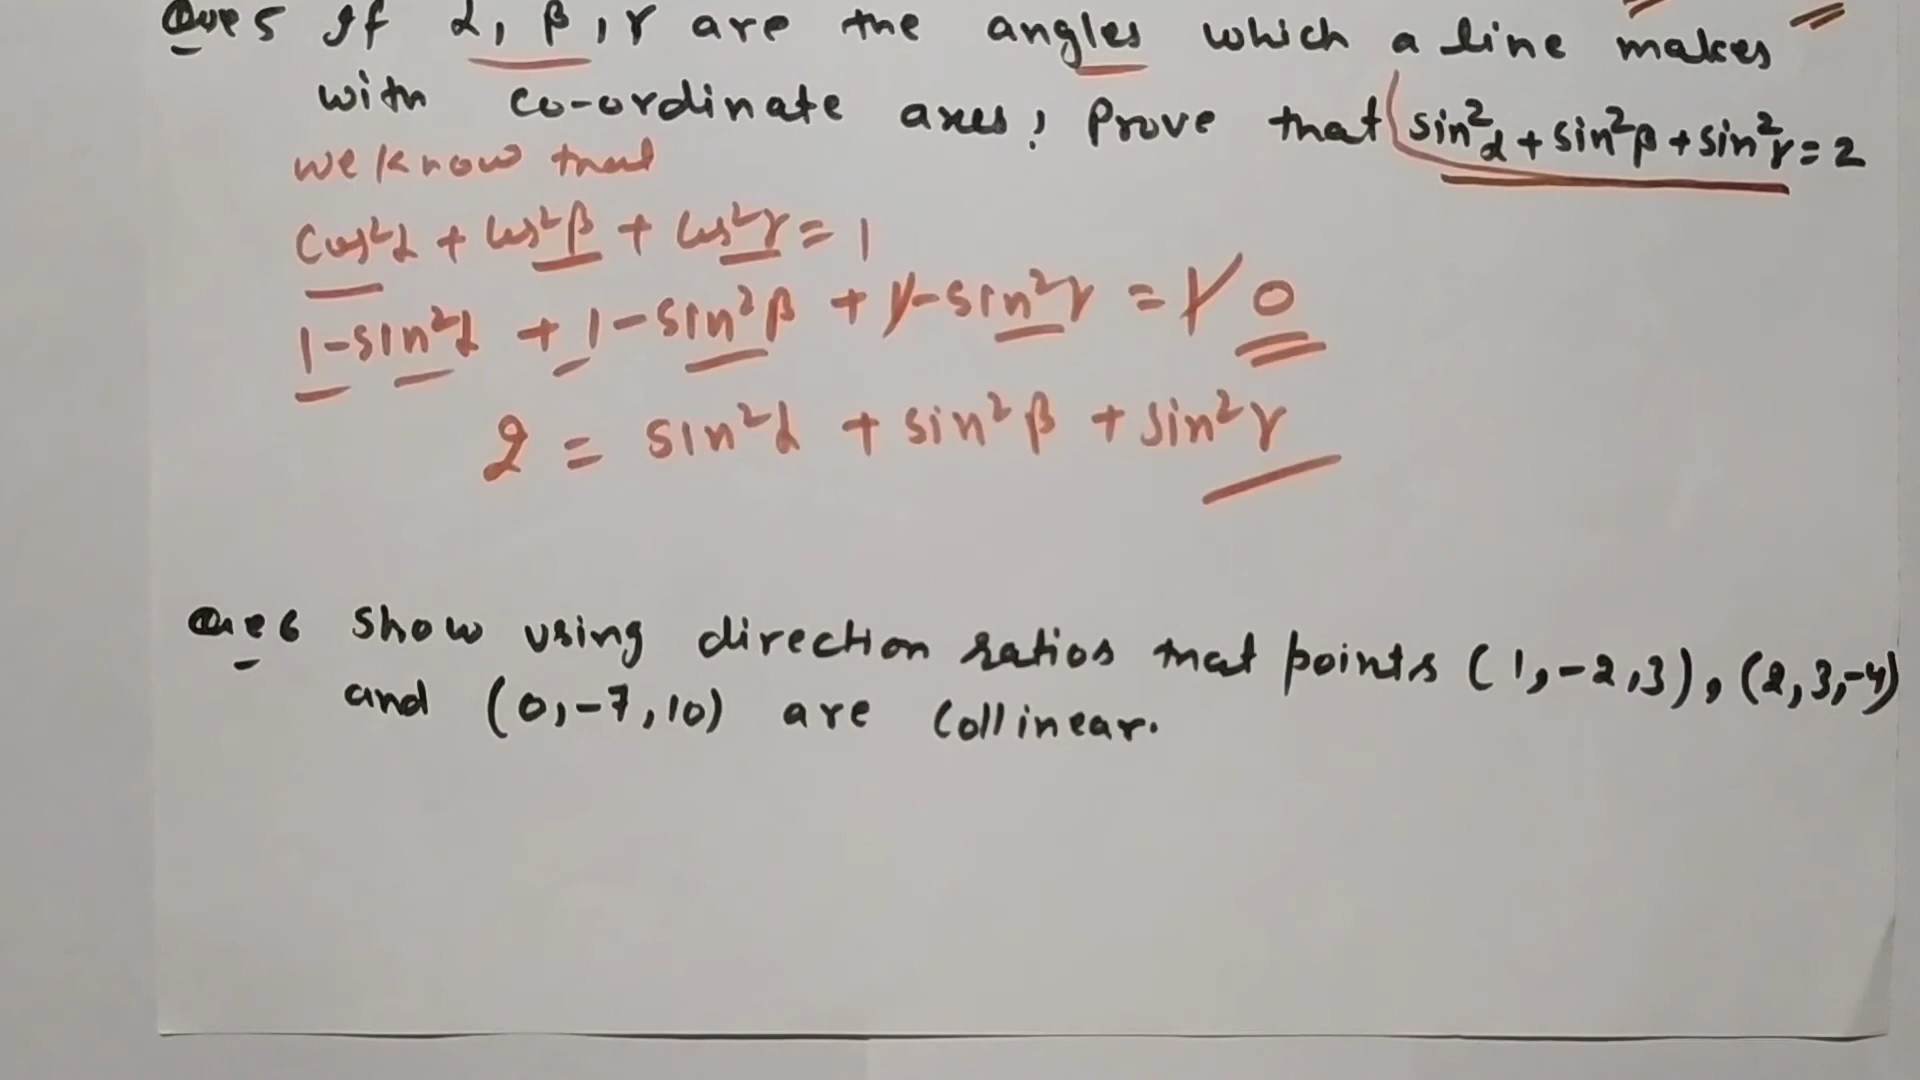 Ques 5 If α, β, γ are the angles which a line makes
with co-ordinate axes, Prove that sin²α + sin²β + sin²γ = 2
we know that
cos²α + cos²β + cos²γ = 1
1-sin²α + 1-sin²β + 1-sin²γ = 1 0
2 = sin²α + sin²β + sin²γ
Que 6 Show using direction ratios that points (1,-2,3), (2,3,-4)
and (0,-7,10) are Collinear.